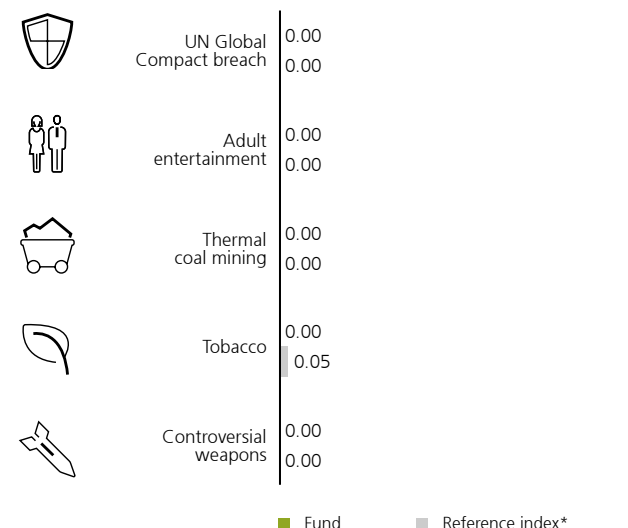 UN Global
Compact breach
0.00
0.00
Adult
entertainment
0.00
0.00
Thermal
coal mining
0.00
0.00
Tobacco
0.00
0.05
Controversial
weapons
0.00
0.00
Fund
Reference index*